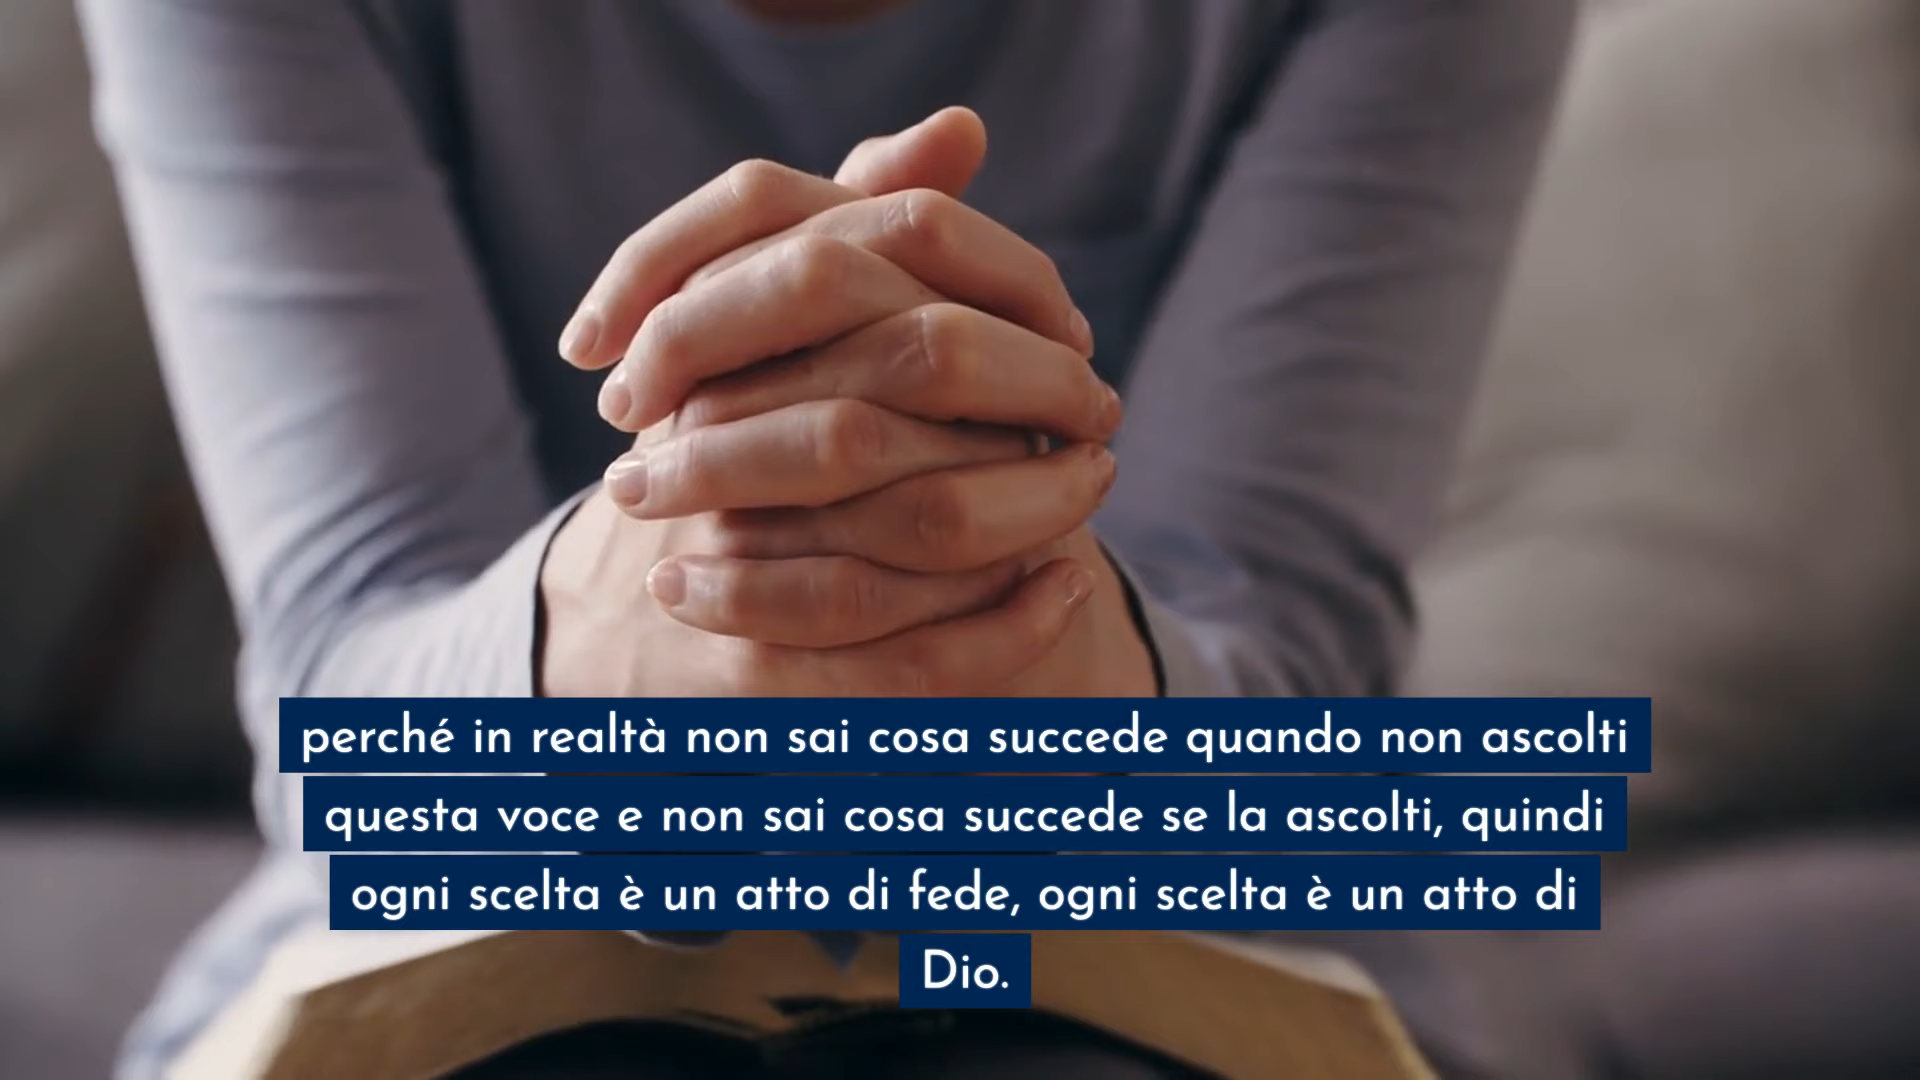 perché in realtà non sai cosa succede quando non ascolti
questa voce e non sai cosa succede se la ascolti, quindi
ogni scelta è un atto di fede, ogni scelta è un atto di
Dio.